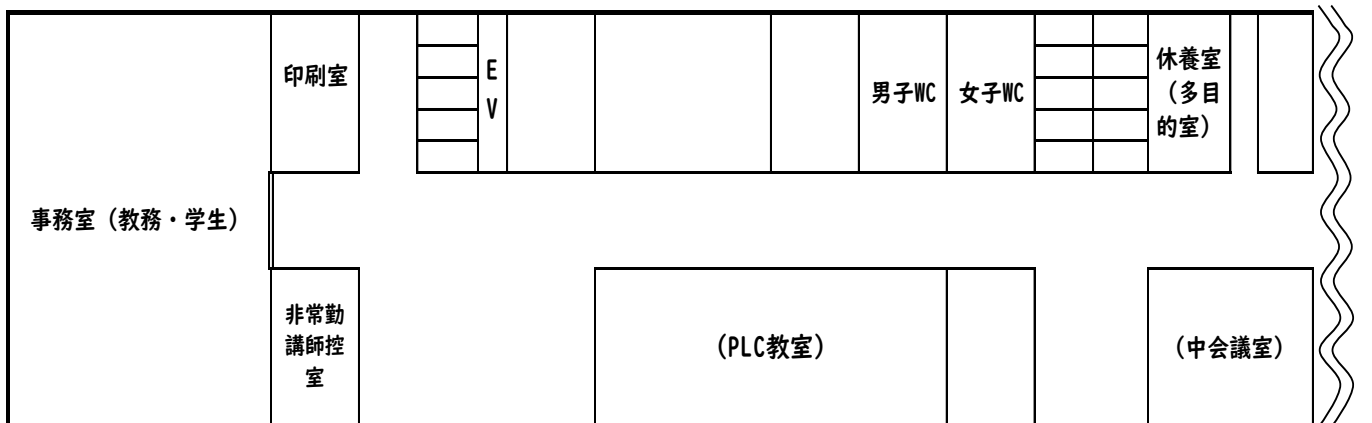 印刷室
E
V
男子WC
女子WC
休養室
（多目
的室）
事務室（教務・学生）
非常勤
講師控
室
（PLC教室）
（中会議室）